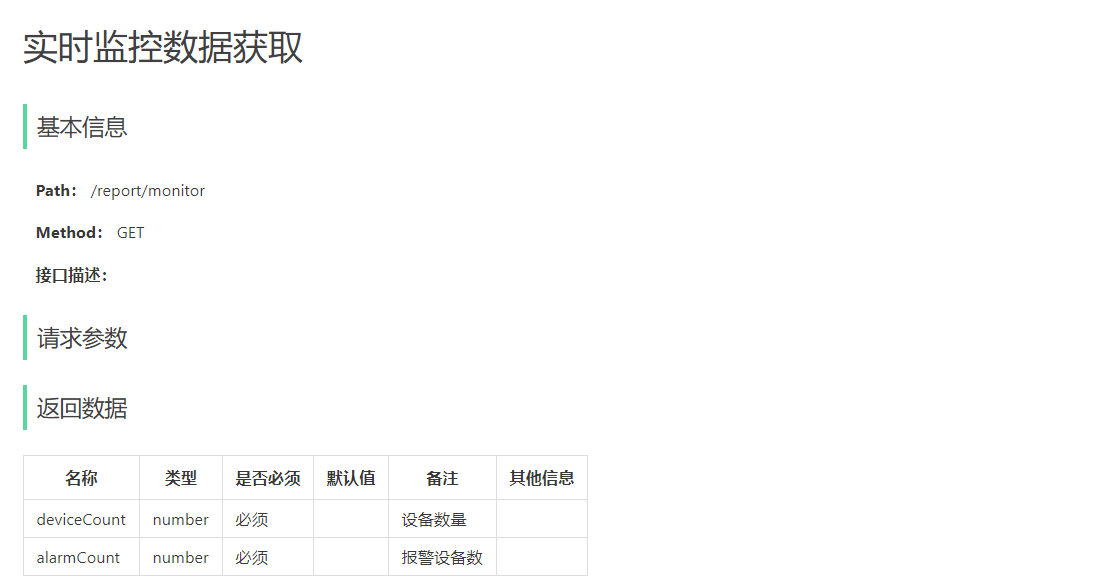 实时监控数据获取
基本信息
Path： /report/monitor
Method： GET
接口描述：
请求参数
返回数据
名称 类型 是否必须 默认值 备注 其他信息
deviceCount number 必须 设备数量
alarmCount number 必须 报警设备数